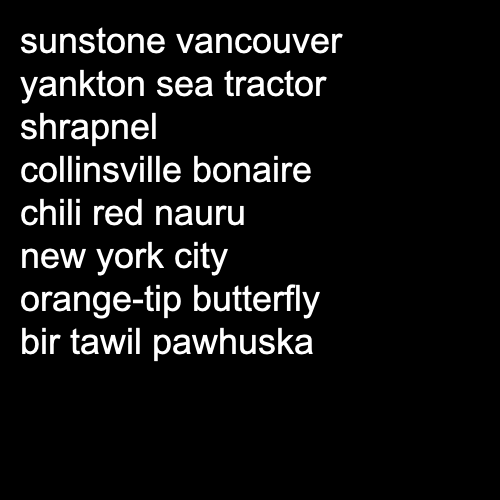 sunstone vancouver
yankton sea tractor
shrapnel
collinsville bonaire
chili red nauru
new york city
orange-tip butterfly
bir tawil pawhuska